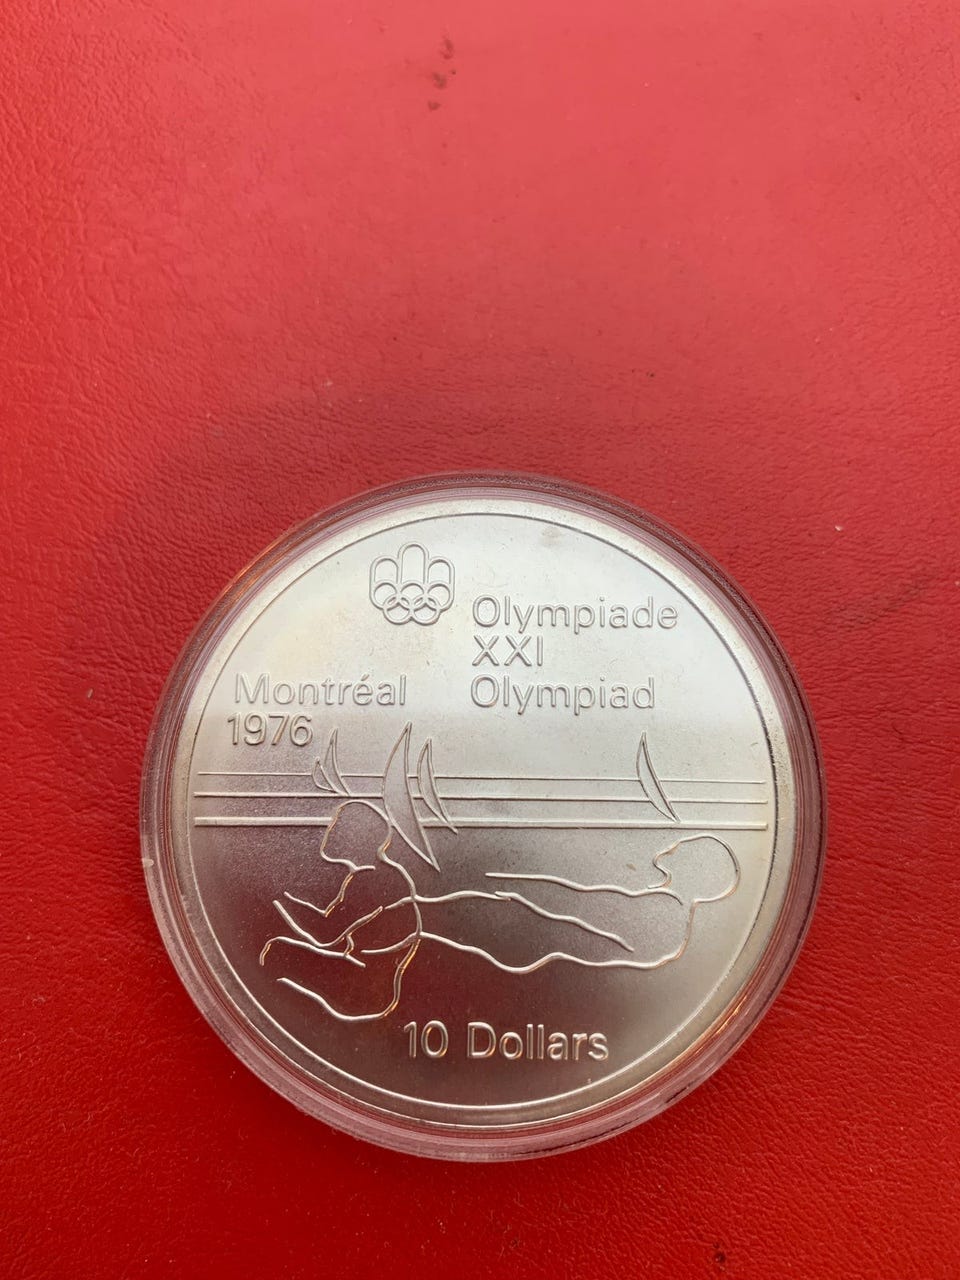 Olympiade
XXI
Olympiad
Montréal
1976
10 Dollars